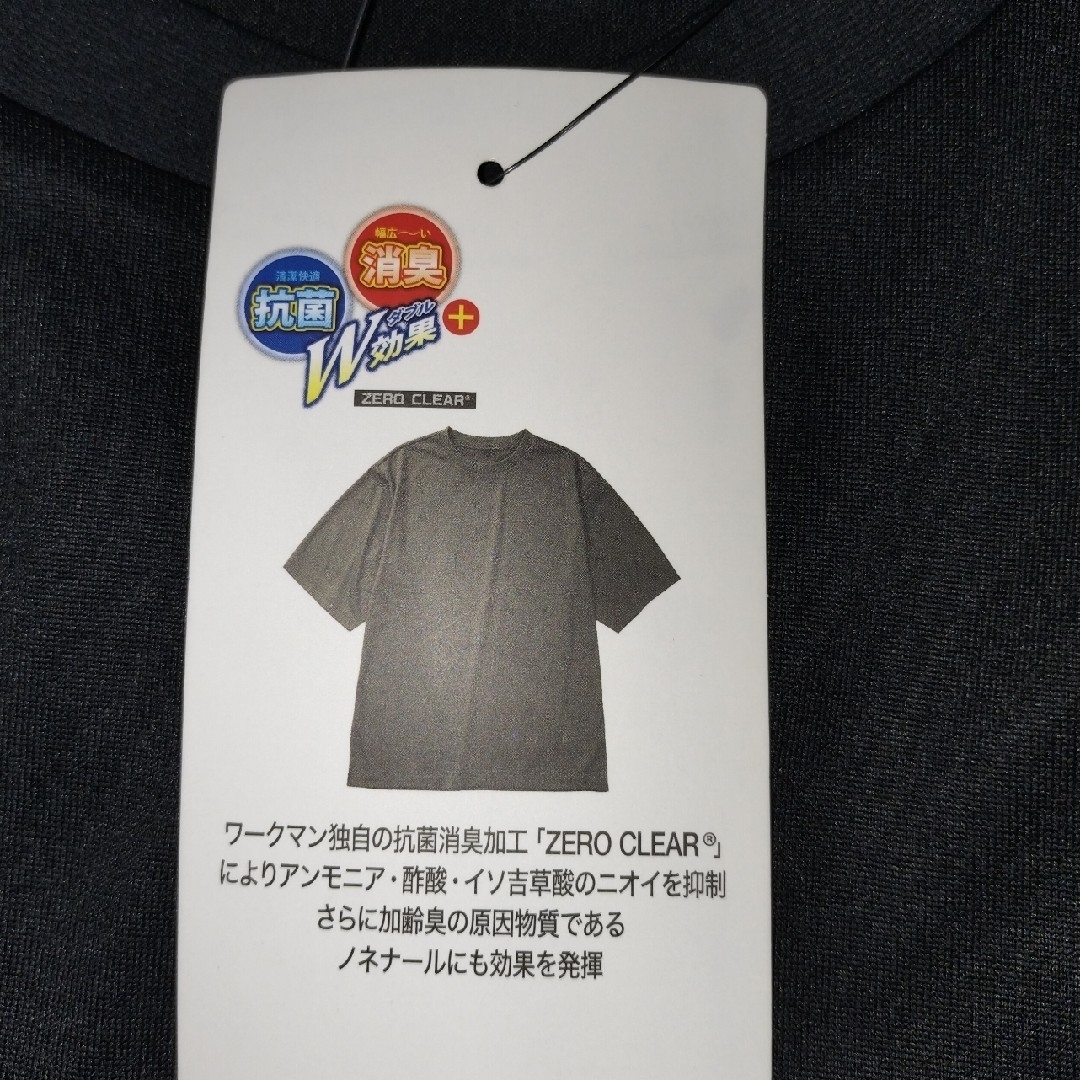 幅広〜い
消臭
清潔快適
抗菌
Wダブル効果+
ZERO CLEAR®
ワークマン独自の抗菌消臭加工「ZERO CLEAR®」
によりアンモニア・酢酸・イソ吉草酸のニオイを抑制
さらに加齢臭の原因物質である
ノネナールにも効果を発揮